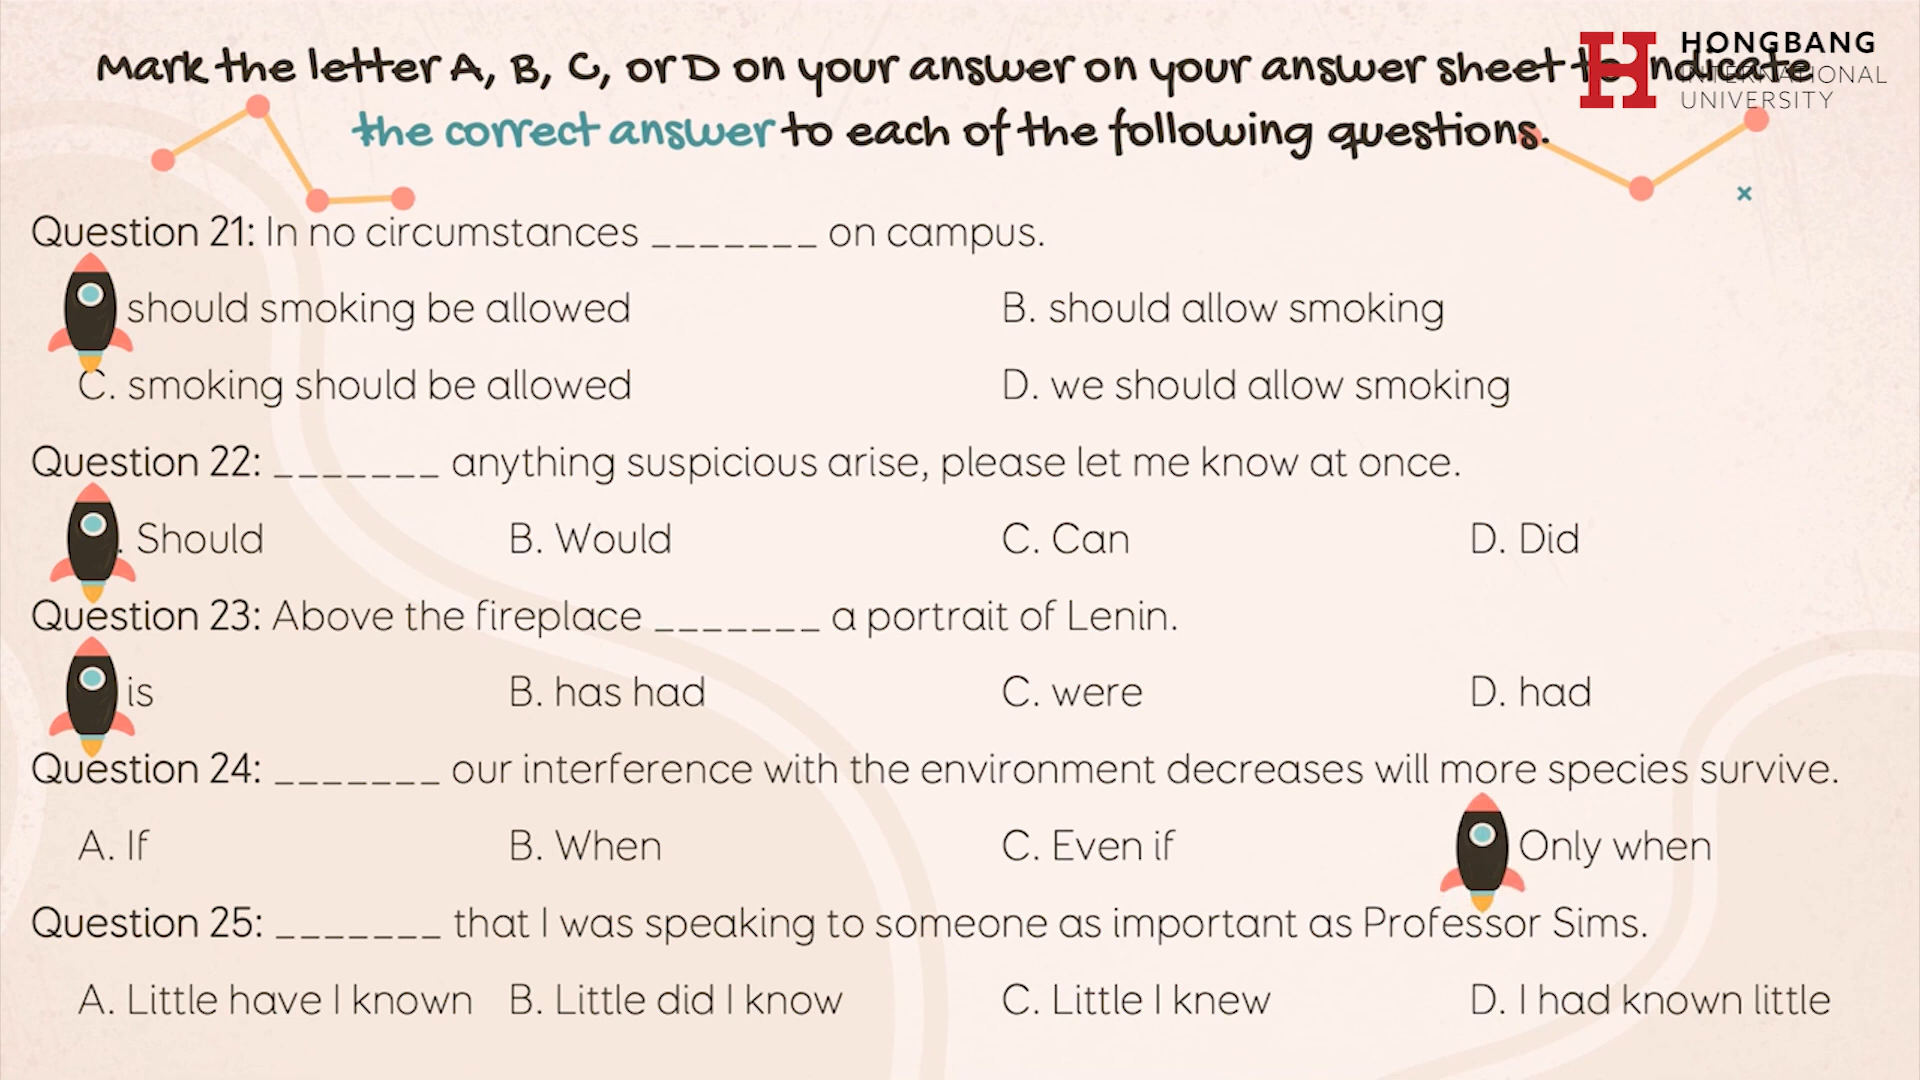 Mark the letter A, B, C, or D on your answer on your answer sheet to indicate
the correct answer to each of the following questions.
HONGBANG
INTERNATIONAL
UNIVERSITY
Question 21: In no circumstances _______ on campus.
should smoking be allowed B. should allow smoking
C. smoking should be allowed D. we should allow smoking
Question 22: _______ anything suspicious arise, please let me know at once.
. Should B. Would C. Can D. Did
Question 23: Above the fireplace _______ a portrait of Lenin.
is B. has had C. were D. had
Question 24: _______ our interference with the environment decreases will more species survive.
A. If B. When C. Even if Only when
Question 25: _______ that I was speaking to someone as important as Professor Sims.
A. Little have I known B. Little did I know C. Little I knew D. I had known little